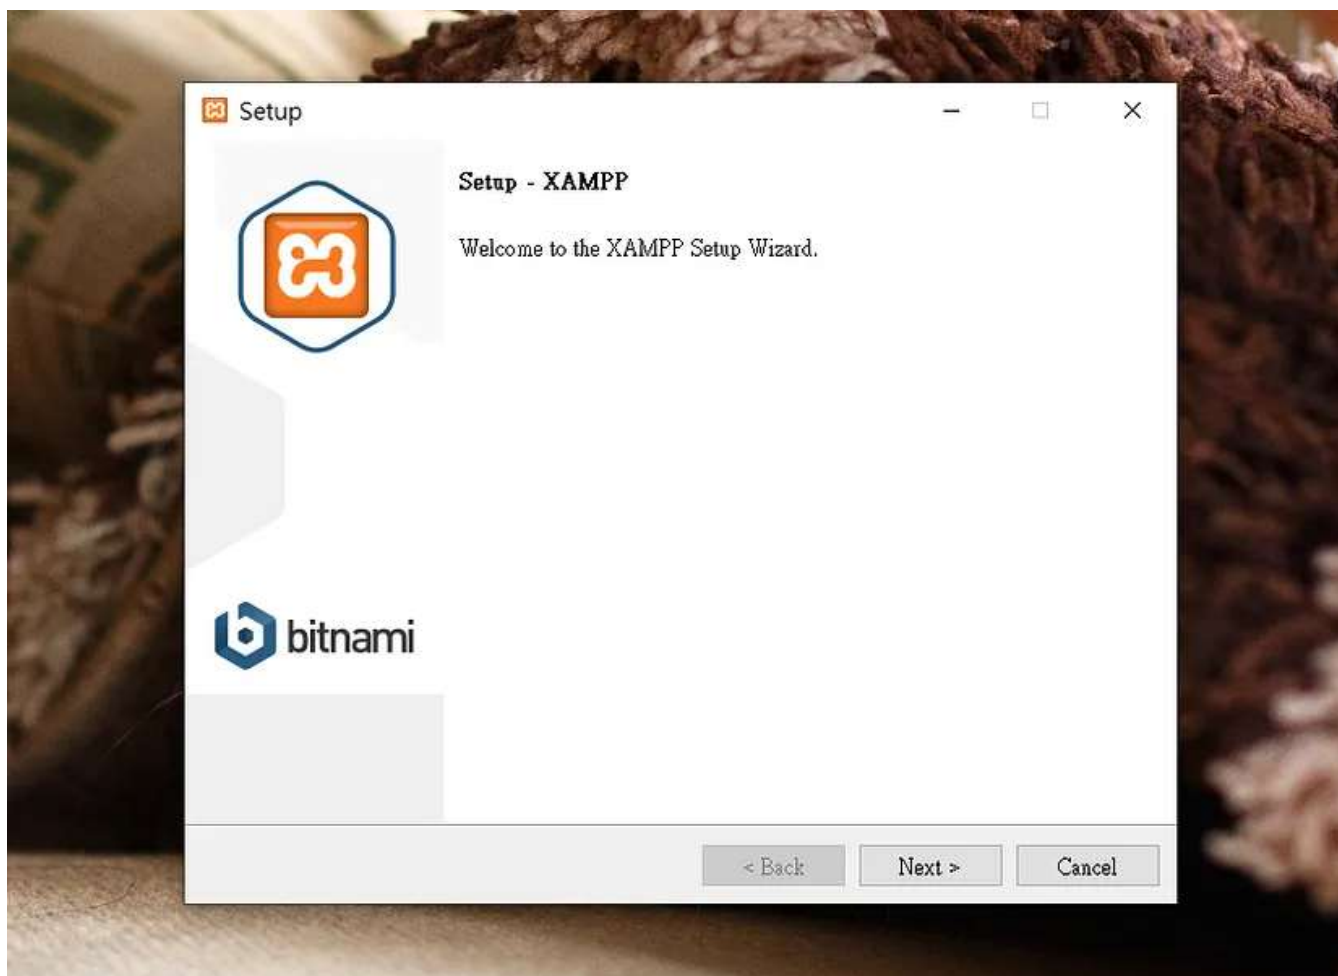 Setup
Setup - XAMPP
Welcome to the XAMPP Setup Wizard.
bitnami
< Back
Next >
Cancel